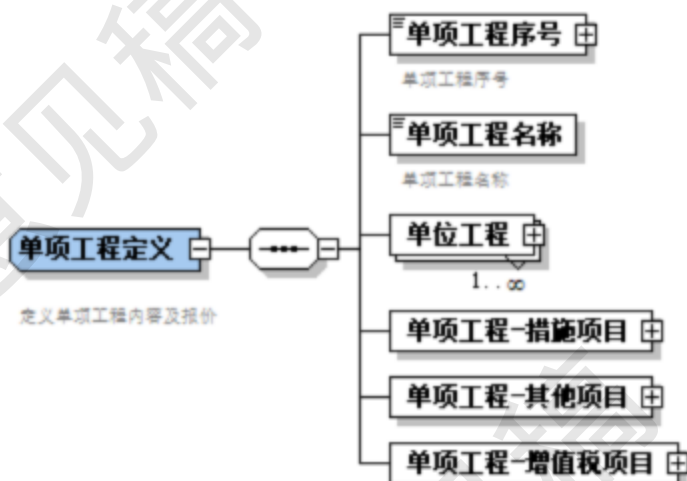 单项工程序号
单项工程序号
单项工程名称
单项工程名称
单项工程定义
定义单项工程内容及报价
单位工程
1..∞
单项工程-措施项目
单项工程-其他项目
单项工程-增值税项目
见稿
稿